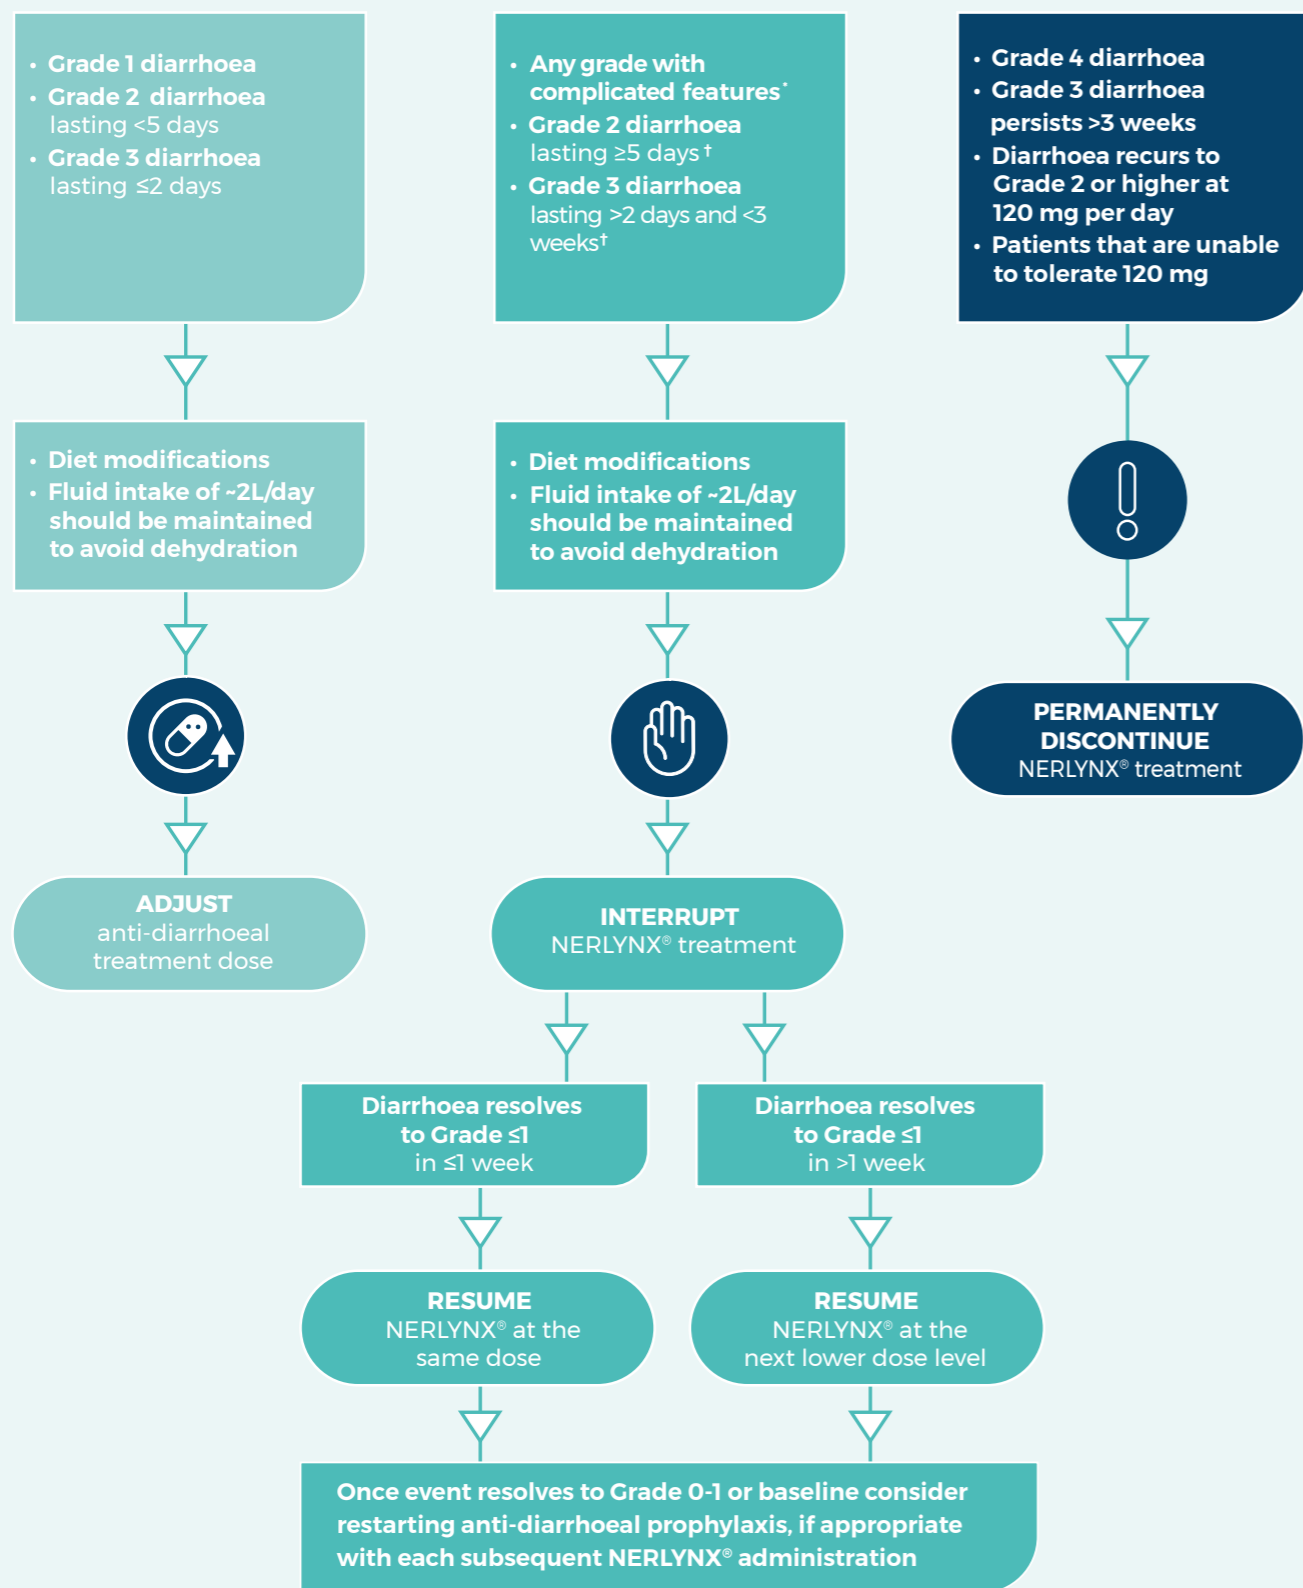 • Grade 1 diarrhoea
• Grade 2 diarrhoea
lasting <5 days
• Grade 3 diarrhoea
lasting ≤2 days
• Any grade with
complicated features*
• Grade 2 diarrhoea
lasting ≥5 days†
• Grade 3 diarrhoea
lasting >2 days and <3
weeks†
• Grade 4 diarrhoea
• Grade 3 diarrhoea
persists >3 weeks
• Diarrhoea recurs to
Grade 2 or higher at
120 mg per day
• Patients that are unable
to tolerate 120 mg
• Diet modifications
• Fluid intake of ~2L/day
should be maintained
to avoid dehydration
• Diet modifications
• Fluid intake of ~2L/day
should be maintained
to avoid dehydration
PERMANENTLY
DISCONTINUE
NERLYNX® treatment
ADJUST
anti-diarrhoeal
treatment dose
INTERRUPT
NERLYNX® treatment
Diarrhoea resolves
to Grade ≤1
in ≤1 week
Diarrhoea resolves
to Grade ≤1
in >1 week
RESUME
NERLYNX® at the
same dose
RESUME
NERLYNX® at the
next lower dose level
Once event resolves to Grade 0-1 or baseline consider
restarting anti-diarrhoeal prophylaxis, if appropriate
with each subsequent NERLYNX® administration